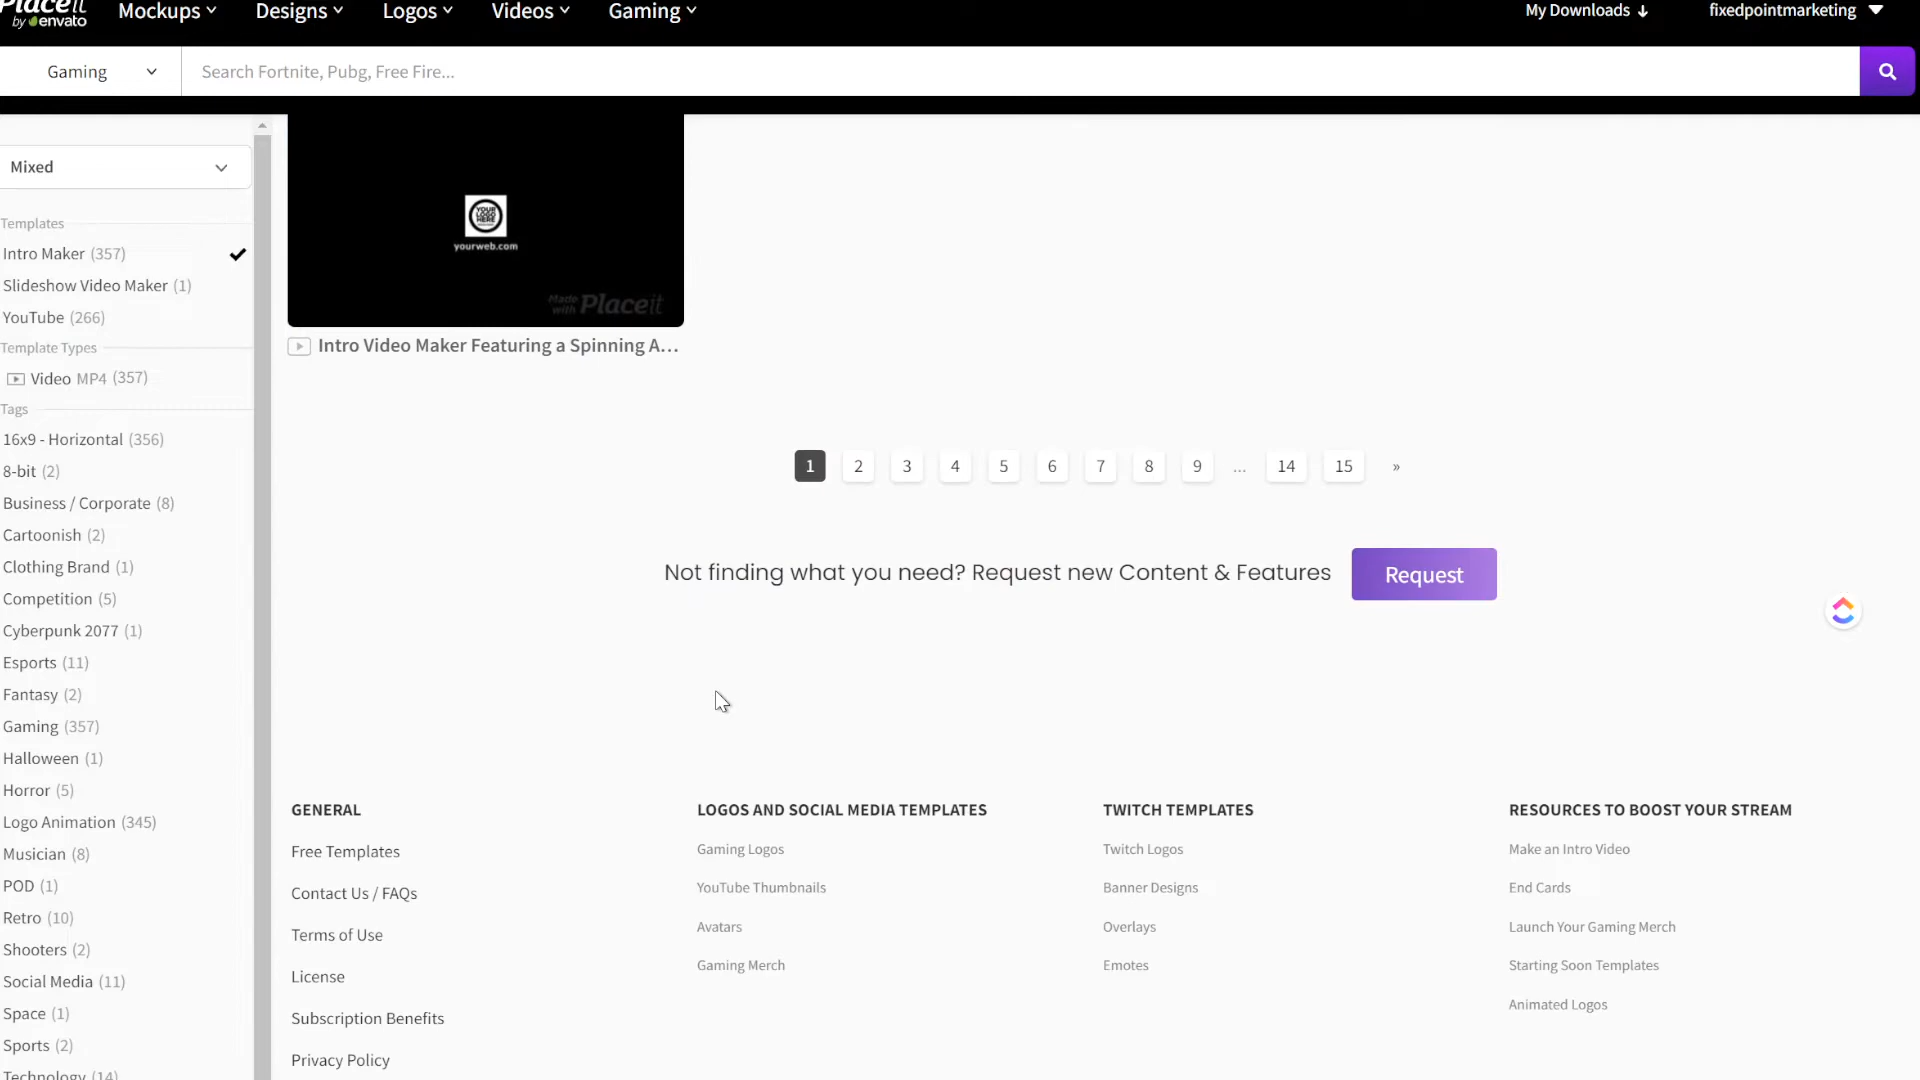 Placeit
by envato
Mockups
Designs
Logos
Videos
Gaming
My Downloads
fixedpointmarketing
Gaming
Search Fortnite, Pubg, Free Fire...
Mixed
Templates
Intro Maker (357)
Slideshow Video Maker (1)
YouTube (266)
Template Types
Video MP4 (357)
Tags
16x9 - Horizontal (356)
8-bit (2)
Business / Corporate (8)
Cartoonish (2)
Clothing Brand (1)
Competition (5)
Cyberpunk 2077 (1)
Esports (11)
Fantasy (2)
Gaming (357)
Halloween (1)
Horror (5)
Logo Animation (345)
Musician (8)
POD (1)
Retro (10)
Shooters (2)
Social Media (11)
Space (1)
Sports (2)
Technology (14)
YOUR
LOGO
HERE
yourweb.com
Made with Placeit
Intro Video Maker Featuring a Spinning A...
1 2 3 4 5 6 7 8 9 ... 14 15 »
Not finding what you need? Request new Content & Features
Request
GENERAL
Free Templates
Contact Us / FAQs
Terms of Use
License
Subscription Benefits
Privacy Policy
LOGOS AND SOCIAL MEDIA TEMPLATES
Gaming Logos
YouTube Thumbnails
Avatars
Gaming Merch
TWITCH TEMPLATES
Twitch Logos
Banner Designs
Overlays
Emotes
RESOURCES TO BOOST YOUR STREAM
Make an Intro Video
End Cards
Launch Your Gaming Merch
Starting Soon Templates
Animated Logos